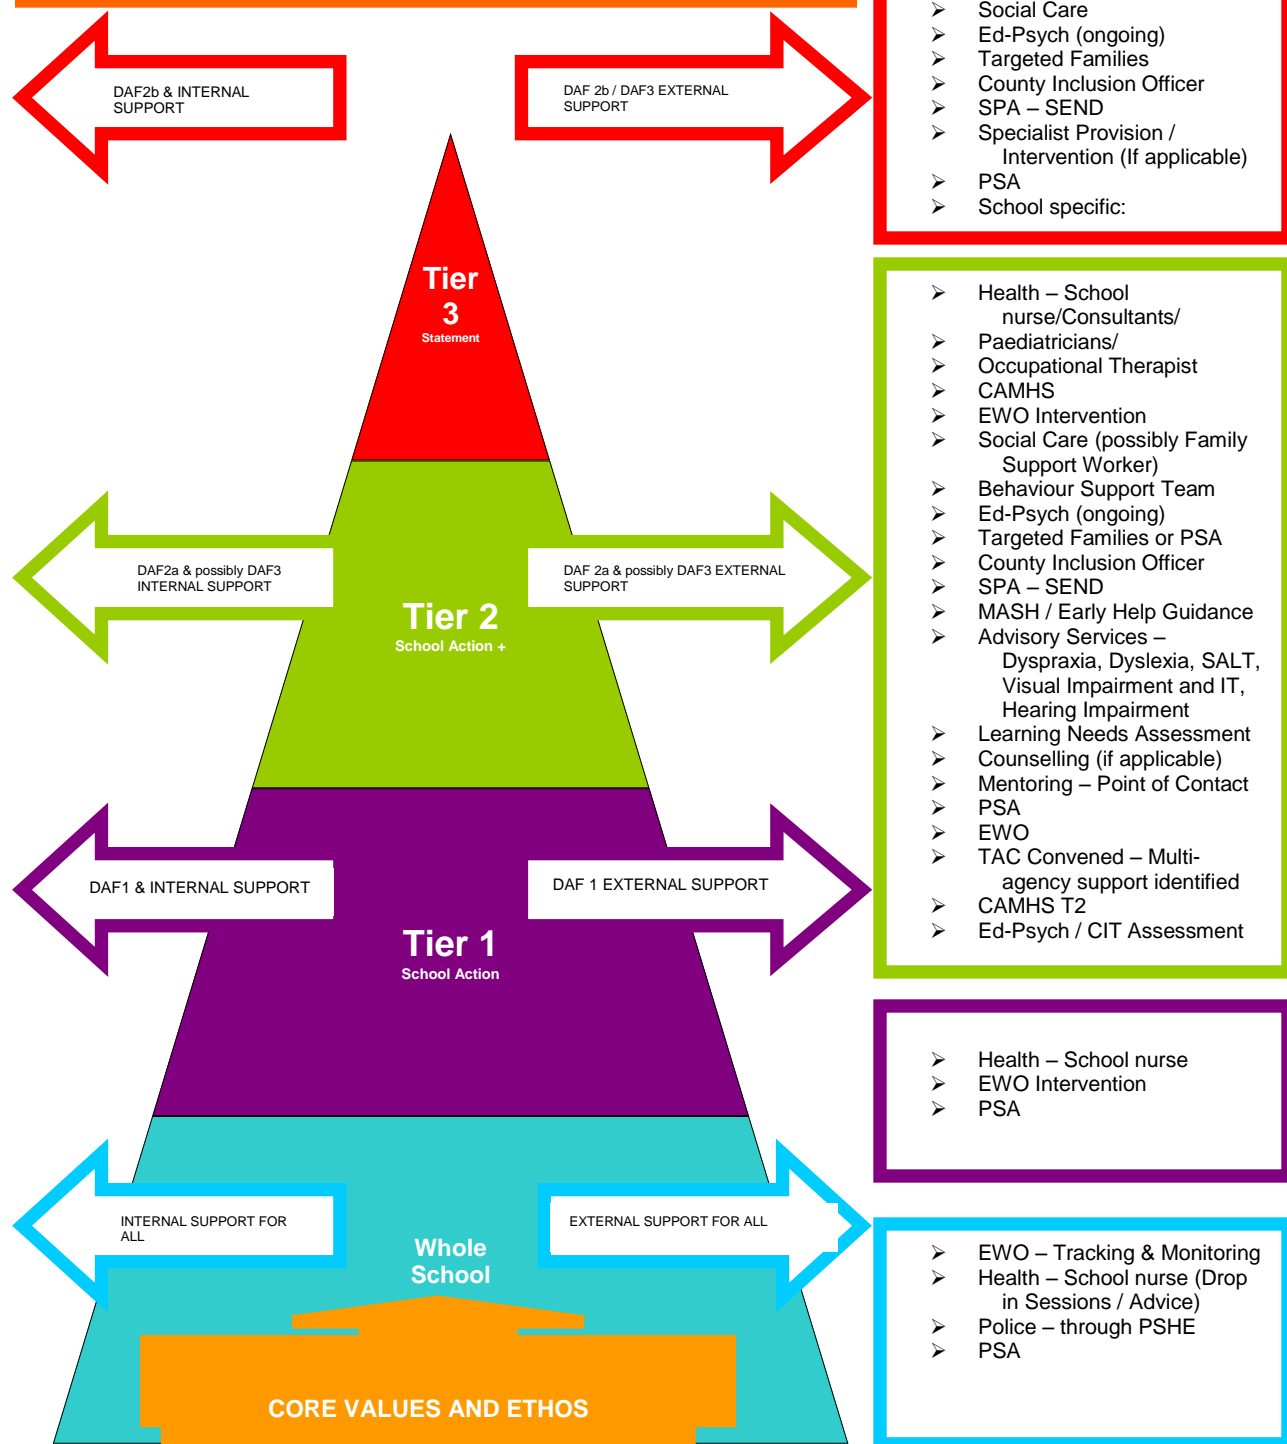 Social Care
Ed-Psych (ongoing)
Targeted Families
County Inclusion Officer
SPA – SEND
Specialist Provision /
Intervention (If applicable)
PSA
School specific:
DAF2b & INTERNAL
SUPPORT
DAF 2b / DAF3 EXTERNAL
SUPPORT
Tier
3
Statement
Health – School
nurse/Consultants/
Paediatricians/
Occupational Therapist
CAMHS
EWO Intervention
Social Care (possibly Family
Support Worker)
Behaviour Support Team
Ed-Psych (ongoing)
Targeted Families or PSA
County Inclusion Officer
SPA – SEND
MASH / Early Help Guidance
Advisory Services –
Dyspraxia, Dyslexia, SALT,
Visual Impairment and IT,
Hearing Impairment
Learning Needs Assessment
Counselling (if applicable)
Mentoring – Point of Contact
PSA
EWO
TAC Convened – Multi-
agency support identified
CAMHS T2
Ed-Psych / CIT Assessment
DAF2a & possibly DAF3
INTERNAL SUPPORT
DAF 2a & possibly DAF3 EXTERNAL
SUPPORT
Tier 2
School Action +
DAF1 & INTERNAL SUPPORT
DAF 1 EXTERNAL SUPPORT
Tier 1
School Action
Health – School nurse
EWO Intervention
PSA
INTERNAL SUPPORT FOR
ALL
EXTERNAL SUPPORT FOR ALL
Whole
School
EWO – Tracking & Monitoring
Health – School nurse (Drop
in Sessions / Advice)
Police – through PSHE
PSA
CORE VALUES AND ETHOS